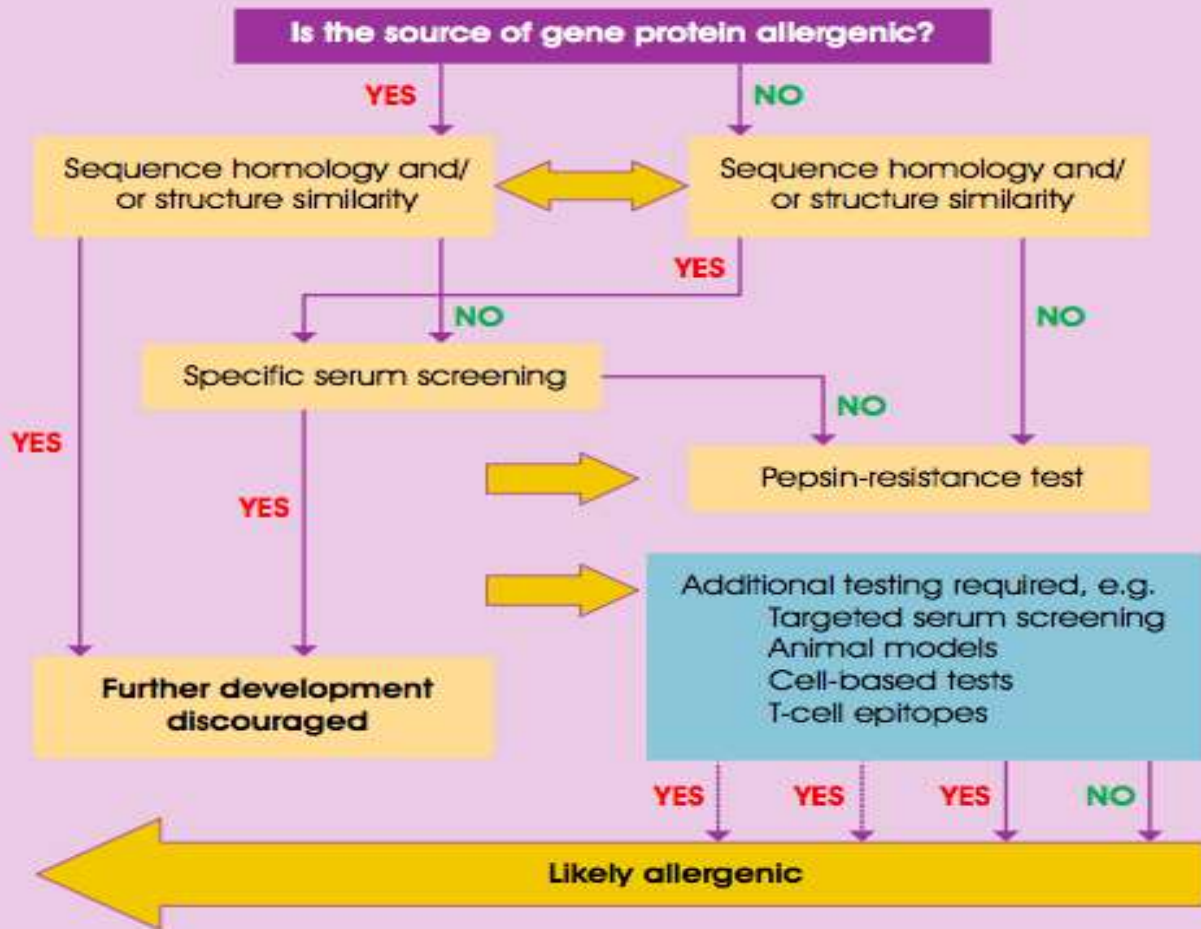 Is the source of gene protein allergenic?
YES
NO
Sequence homology and/
or structure similarity
Sequence homology and/
or structure similarity
YES
NO
NO
Specific serum screening
NO
YES
YES
Pepsin-resistance test
Additional testing required, e.g.
Targeted serum screening
Animal models
Cell-based tests
T-cell epitopes
Further development
discouraged
YES
YES
YES
NO
Likely allergenic